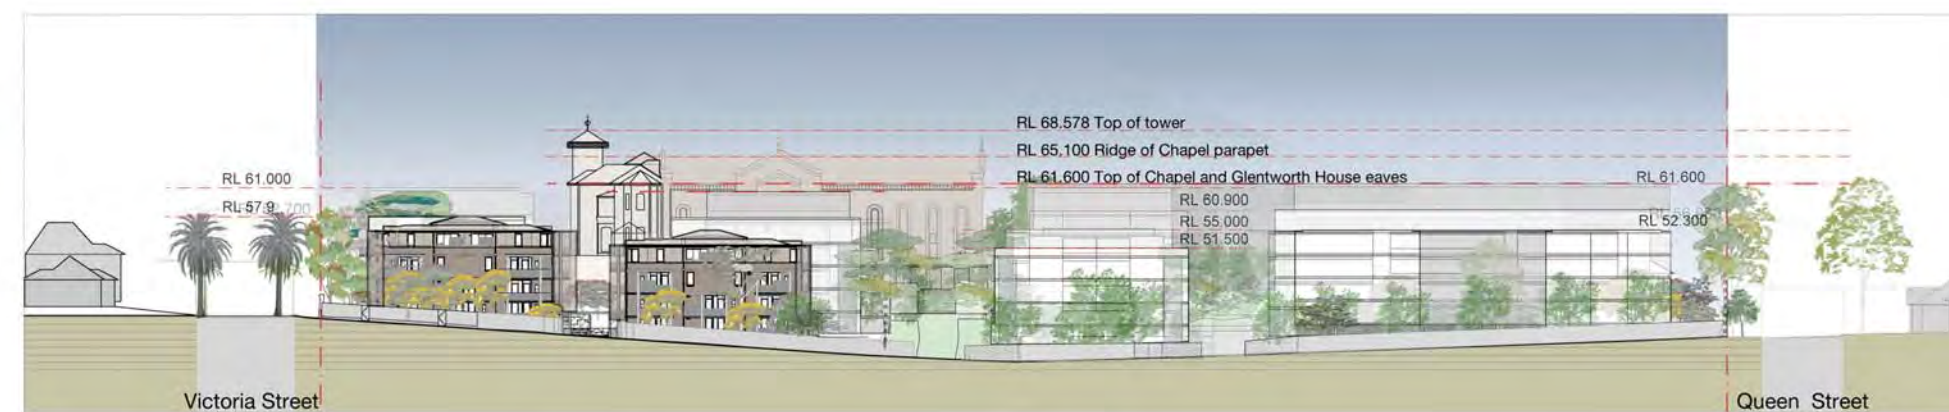 RL 68.578 Top of tower
RL 65.100 Ridge of Chapel parapet
RL 61.600 Top of Chapel and Glentworth House eaves
RL 61.000
RL 61.600
RL 60.900
RL 57.9
RL 55.000
RL 52.300
RL 51.500
Victoria Street
Queen Street